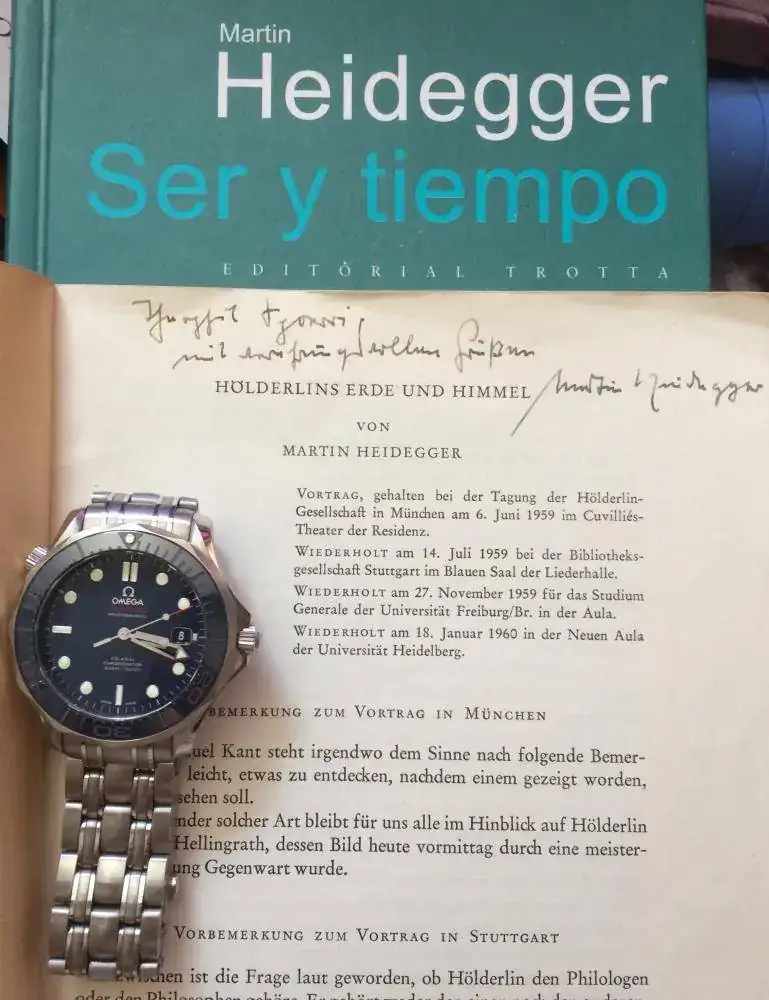 Martin
Heidegger
Ser y tiempo
EDITORIAL TROTTA
mit Grüßen
Martin Heidegger
HÖLDERLINS ERDE UND HIMMEL
VON
MARTIN HEIDEGGER
VORTRAG, gehalten bei der Tagung der Hölderlin-
Gesellschaft in München am 6. Juni 1959 im Cuvilliés-
Theater der Residenz.
WIEDERHOLT am 14. Juli 1959 bei der Bibliotheks-
gesellschaft Stuttgart im Blauen Saal der Liederhalle.
WIEDERHOLT am 27. November 1959 für das Studium
Generale der Universität Freiburg/Br. in der Aula.
WIEDERHOLT am 18. Januar 1960 in der Neuen Aula
der Universität Heidelberg.
OMEGA
8
BEMERKUNG ZUM VORTRAG IN MÜNCHEN
uel Kant steht irgendwo dem Sinne nach folgende Bemer-
leicht, etwas zu entdecken, nachdem einem gezeigt worden,
sehen soll.
nder solcher Art bleibt für uns alle im Hinblick auf Hölderlin
Hellingrath, dessen Bild heute vormittag durch eine meister-
ung Gegenwart wurde.
VORBEMERKUNG ZUM VORTRAG IN STUTTGART
ist die Frage laut geworden, ob Hölderlin den Philologen